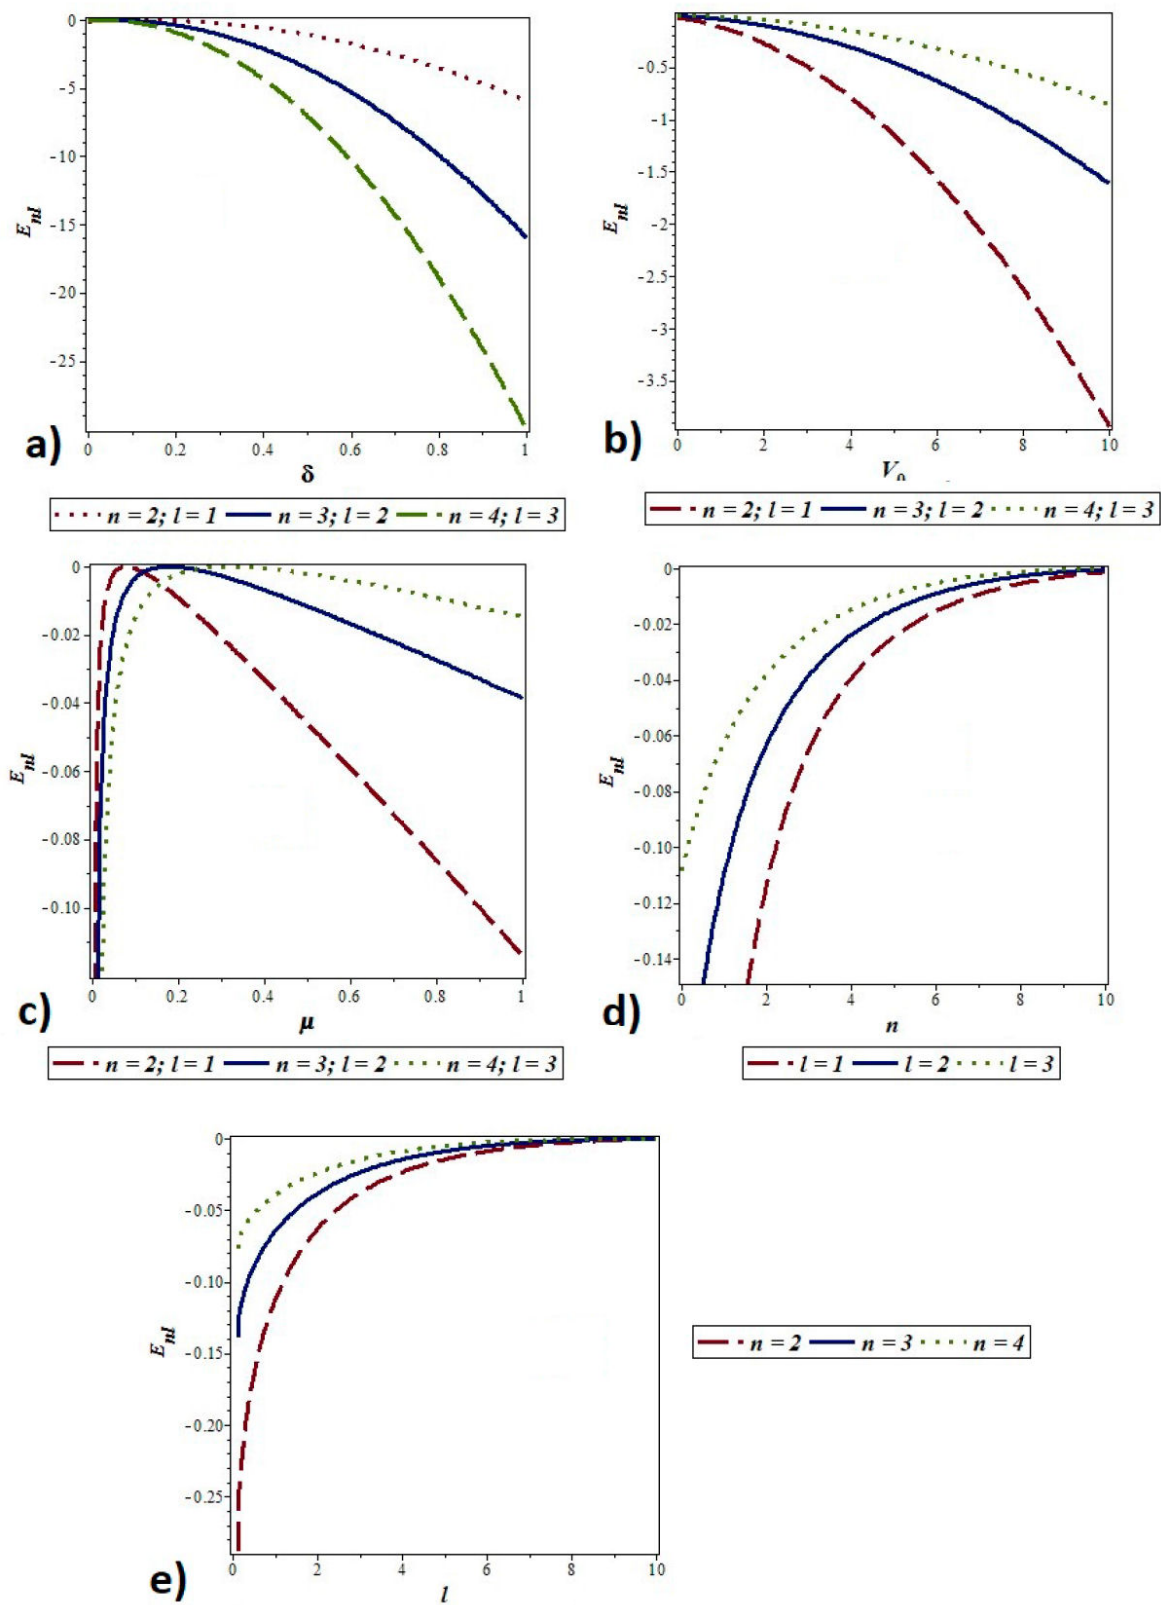 0
-5
-10
-15
-20
-25
E_nl
0 0.2 0.4 0.6 0.8 1
δ
a)
n = 2; l = 1 n = 3; l = 2 n = 4; l = 3
-0.5
-1
-1.5
-2
-2.5
-3
-3.5
E_nl
0 2 4 6 8 10
V_0
b)
n = 2; l = 1 n = 3; l = 2 n = 4; l = 3
0
-0.02
-0.04
-0.06
-0.08
-0.10
E_nl
0 0.2 0.4 0.6 0.8 1
μ
c)
n = 2; l = 1 n = 3; l = 2 n = 4; l = 3
0
-0.02
-0.04
-0.06
-0.08
-0.10
-0.12
-0.14
E_nl
0 2 4 6 8 10
n
d)
l = 1 l = 2 l = 3
0
-0.05
-0.10
-0.15
-0.20
-0.25
E_nl
0 2 4 6 8 10
l
e)
n = 2 n = 3 n = 4